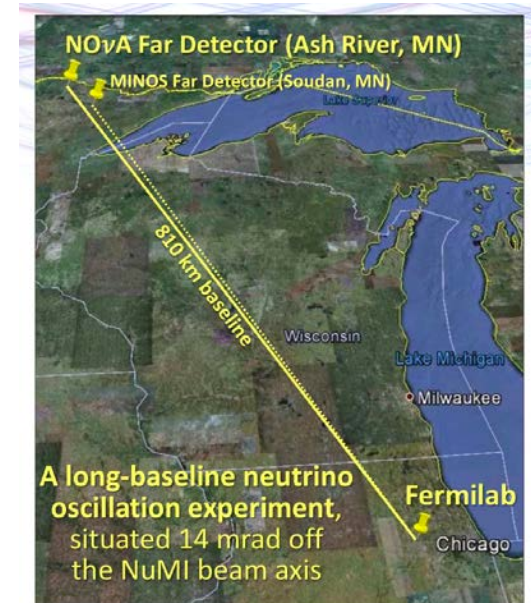 NOνA Far Detector (Ash River, MN)
MINOS Far Detector (Soudan, MN)
Lake Superior
810 km baseline
Wisconsin
Lake Michigan
Milwaukee
A long-baseline neutrino
oscillation experiment,
situated 14 mrad off
the NuMI beam axis
Fermilab
Chicago